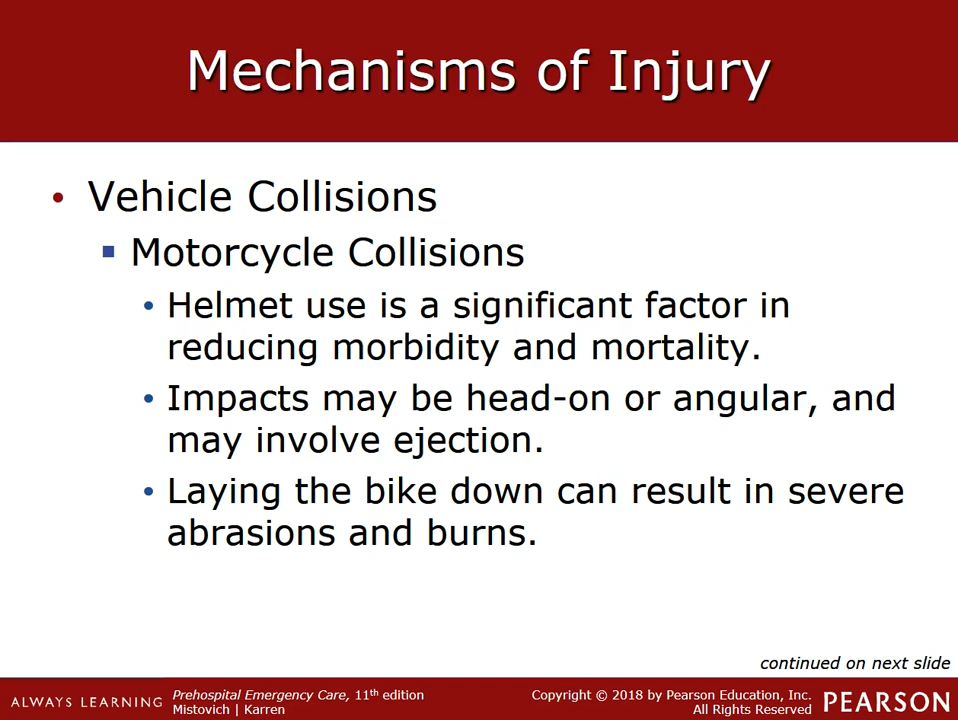 Mechanisms of Injury
• Vehicle Collisions
▪ Motorcycle Collisions
• Helmet use is a significant factor in
reducing morbidity and mortality.
• Impacts may be head-on or angular, and
may involve ejection.
• Laying the bike down can result in severe
abrasions and burns.
continued on next slide
ALWAYS LEARNING
Prehospital Emergency Care, 11th edition
Mistovich | Karren
Copyright © 2018 by Pearson Education, Inc.
All Rights Reserved
PEARSON